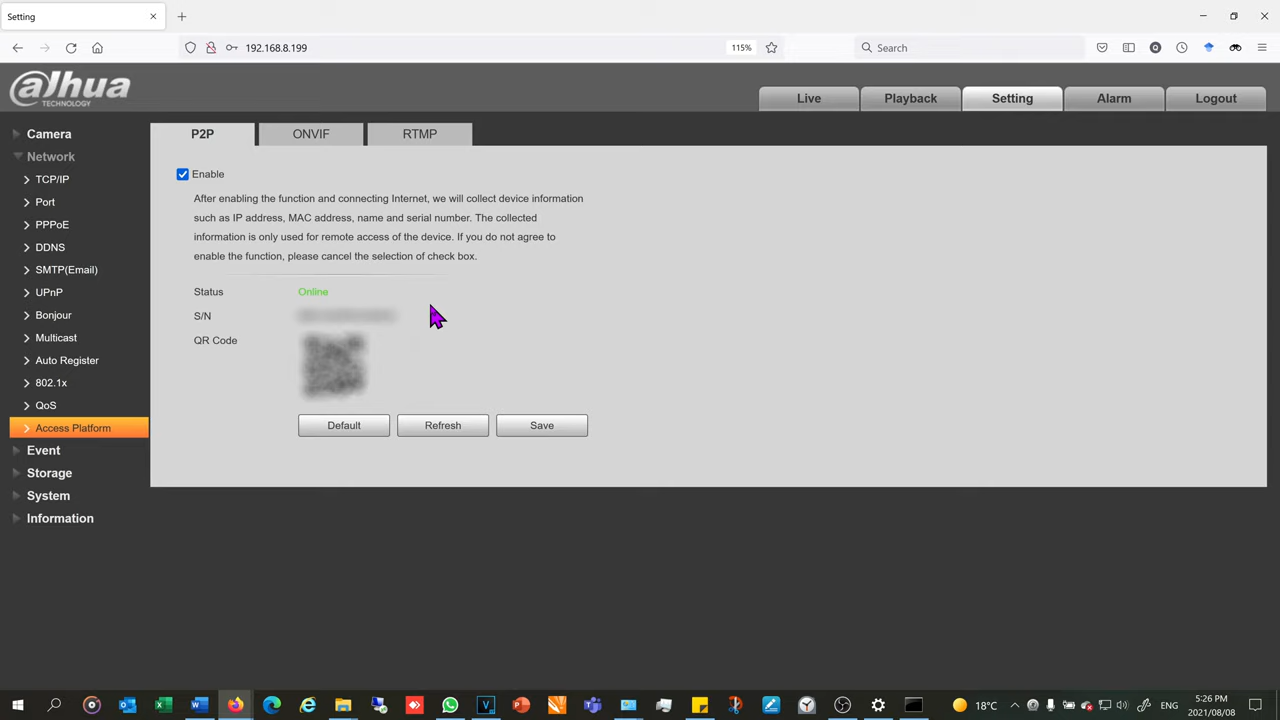 Setting
192.168.8.199
115%
Search
alhua
TECHNOLOGY
Live
Playback
Setting
Alarm
Logout
Camera
Network
TCP/IP
Port
PPPoE
DDNS
SMTP(Email)
UPnP
Bonjour
Multicast
Auto Register
802.1x
QoS
Access Platform
Event
Storage
System
Information
P2P
ONVIF
RTMP
Enable
After enabling the function and connecting Internet, we will collect device information
such as IP address, MAC address, name and serial number. The collected
information is only used for remote access of the device. If you do not agree to
enable the function, please cancel the selection of check box.
Status
Online
S/N
QR Code
Default
Refresh
Save
18°C
ENG
5:26 PM
2021/08/08